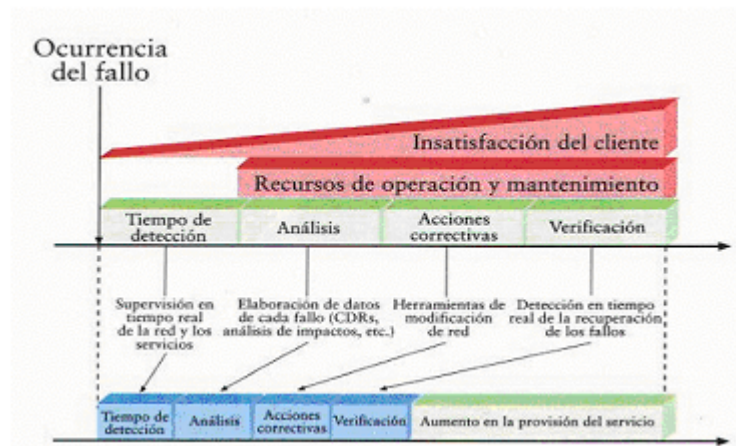 Ocurrencia
del fallo
Insatisfacción del cliente
Recursos de operación y mantenimiento
Tiempo de
detección
Análisis
Acciones
correctivas
Verificación
Supervisión en
tiempo real
de la red y los
servicios
Elaboración de datos
de cada fallo (CDRs,
análisis de impactos, etc.)
Herramientas de
modificación
de red
Detección en tiempo
real de la recuperación
de los fallos
Tiempo de
detección
Análisis
Acciones
correctivas
Verificación
Aumento en la provisión del servicio